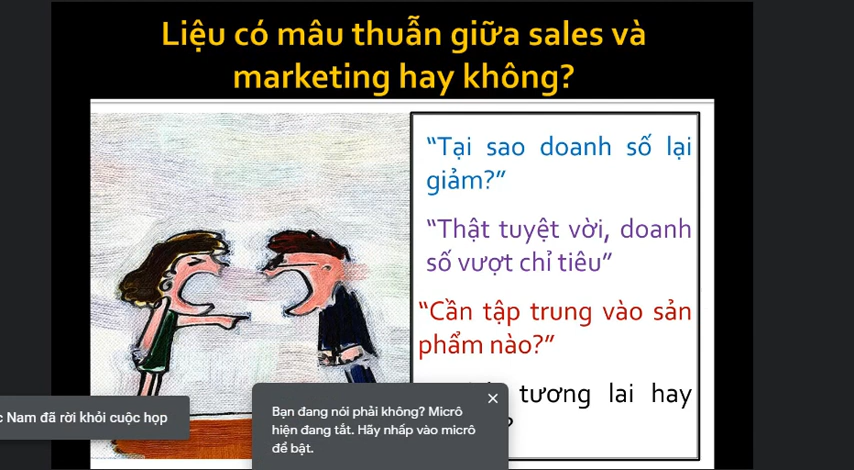 Liệu có mâu thuẫn giữa sales và
marketing hay không?
“Tại sao doanh số lại
giảm?”
“Thật tuyệt vời, doanh
số vượt chỉ tiêu”
“Cần tập trung vào sản
phẩm nào?”
tương lai hay
Nam đã rời khỏi cuộc họp
Bạn đang nói phải không? Micrô
hiện đang tắt. Hãy nhấp vào micrô
để bật.